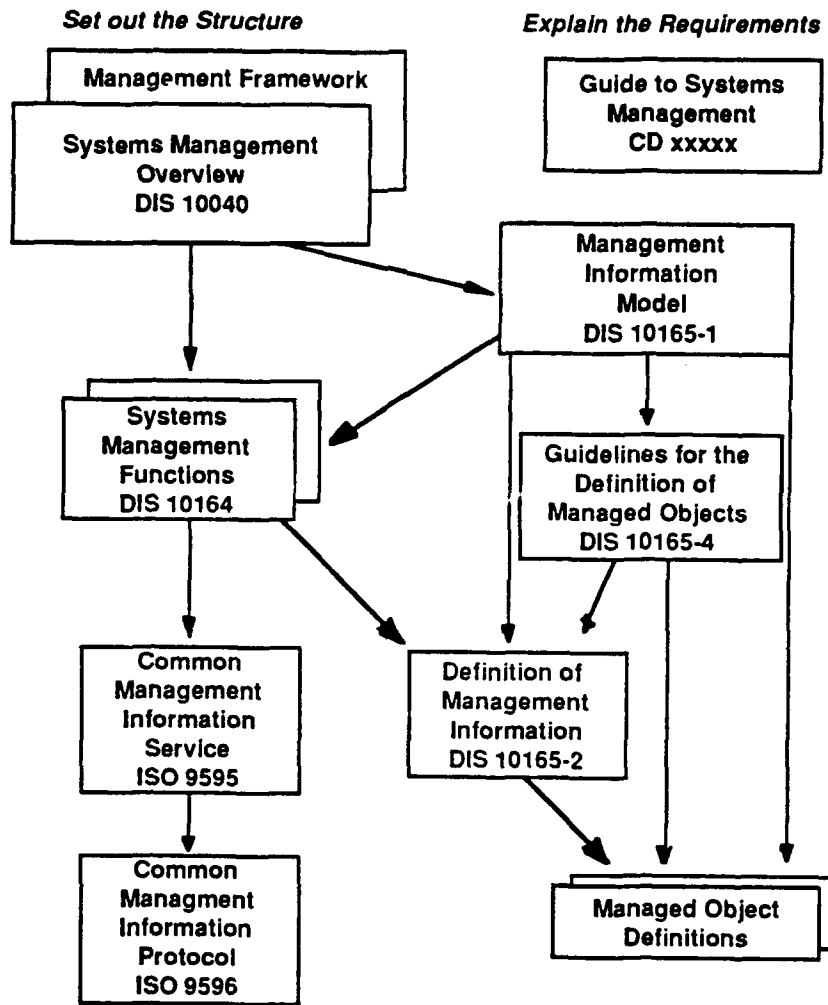 Set out the Structure
Explain the Requirements
Management Framework
Systems Management
Overview
DIS 10040
Guide to Systems
Management
CD xxxxx
Management
Information
Model
DIS 10165-1
Systems
Management
Functions
DIS 10164
Guidelines for the
Definition of
Managed Objects
DIS 10165-4
Common
Management
Information
Service
ISO 9595
Definition of
Management
Information
DIS 10165-2
Common
Managment
Information
Protocol
ISO 9596
Managed Object
Definitions